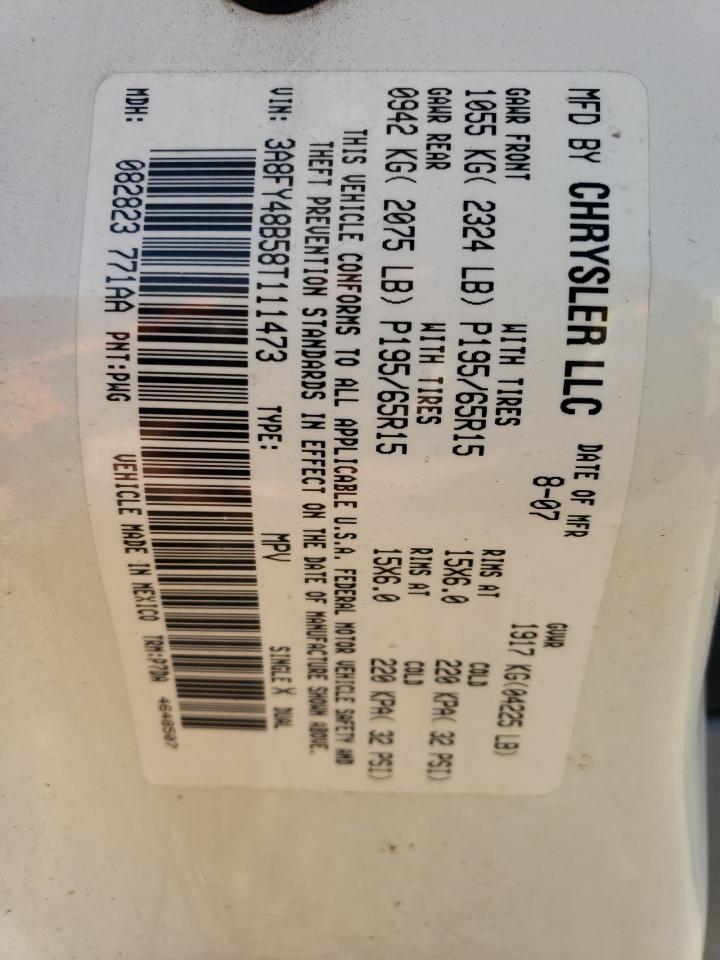 MFD BY CHRYSLER LLC DATE OF MFR 8-07 GVWR 1917 KG(04225 LB)
GAWR FRONT WITH TIRES RIMS AT COLD
1055 KG( 2324 LB) P195/65R15 15X6.0 220 KPA( 32 PSI)
GAWR REAR WITH TIRES RIMS AT COLD
0942 KG( 2075 LB) P195/65R15 15X6.0 220 KPA( 32 PSI)
THIS VEHICLE CONFORMS TO ALL APPLICABLE U.S.A. FEDERAL MOTOR VEHICLE SAFETY AND
THEFT PREVENTION STANDARDS IN EFFECT ON THE DATE OF MANUFACTURE SHOWN ABOVE.
VIN: 3A8FY48B58T111473 TYPE: MPV SINGLE X DUAL
MDH: 082823 771AA PNT:PWG VEHICLE MADE IN MEXICO TRM:P7DA 4648507